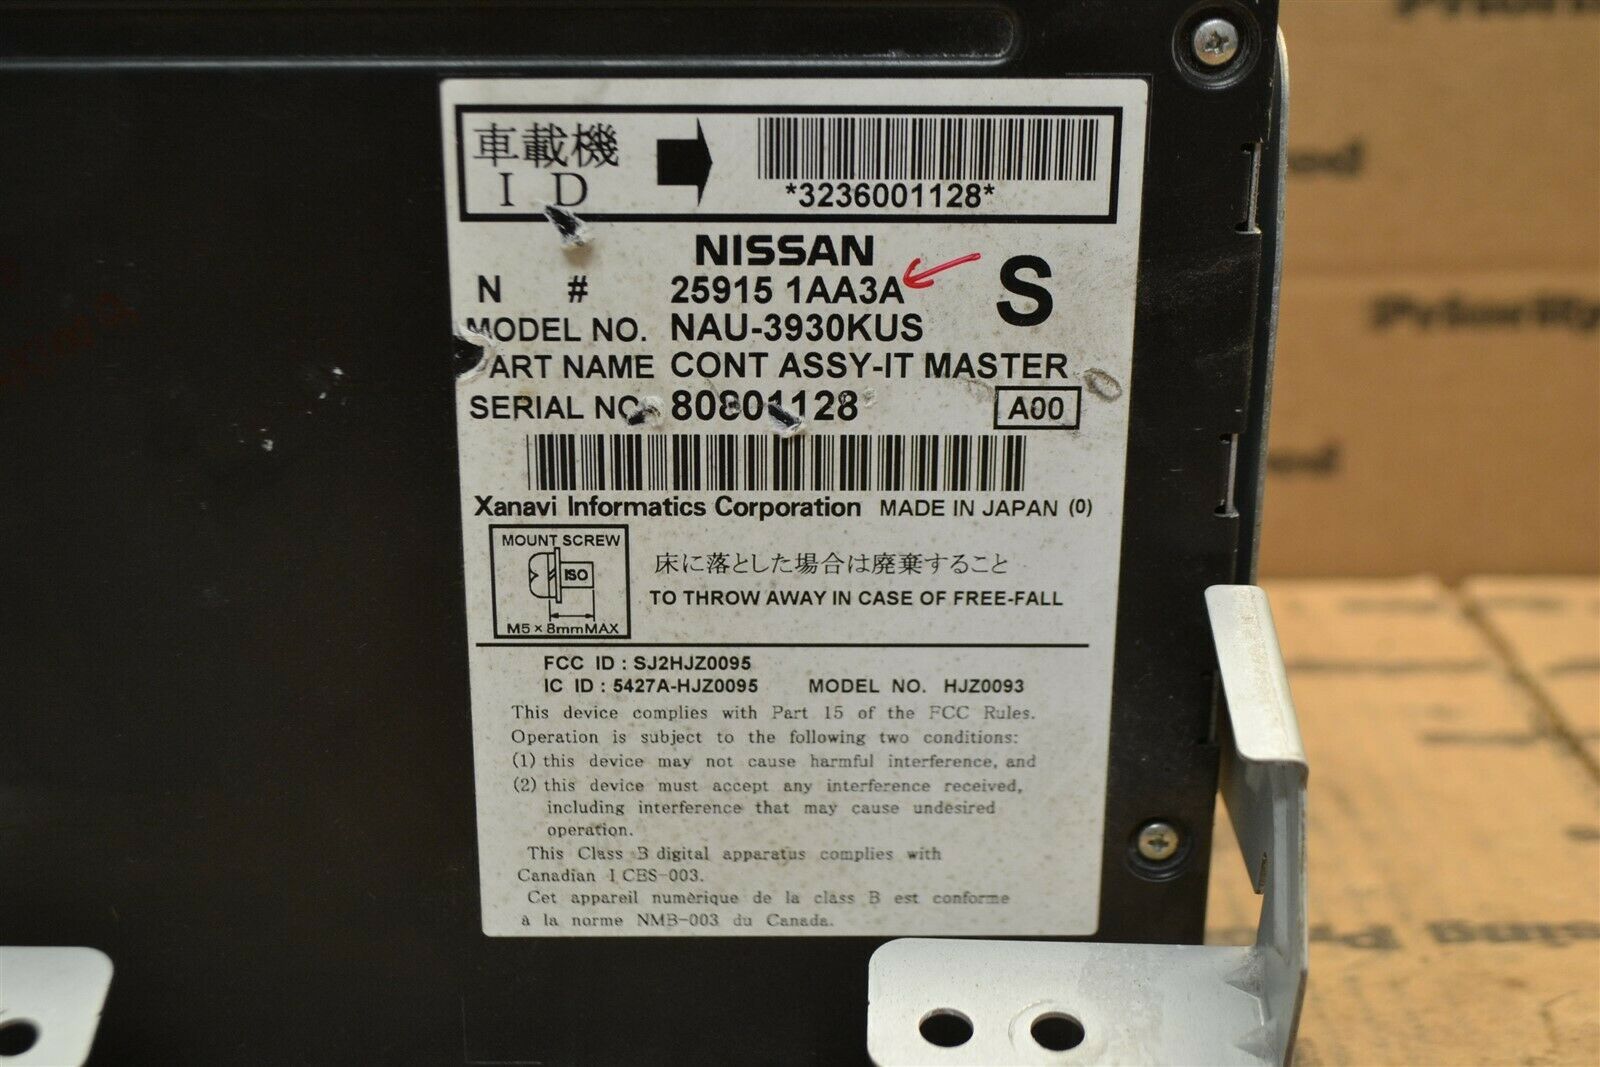 車載機
I D
*3236001128*
NISSAN
N # 25915 1AA3A
S
MODEL NO. NAU-3930KUS
PART NAME CONT ASSY-IT MASTER
SERIAL NO. 80801128 A00
Xanavi Informatics Corporation MADE IN JAPAN (0)
MOUNT SCREW
ISO
M5×8mmMAX
床に落とした場合は廃棄すること
TO THROW AWAY IN CASE OF FREE-FALL
FCC ID : SJ2HJZ0095
IC ID : 5427A-HJZ0095 MODEL NO. HJZ0093
This device complies with Part 15 of the FCC Rules.
Operation is subject to the following two conditions:
(1) this device may not cause harmful interference, and
(2) this device must accept any interference received,
including interference that may cause undesired
operation.
This Class B digital apparatus complies with
Canadian ICES-003.
Cet appareil numérique de la class B est conforme
à la norme NMB-003 du Canada.